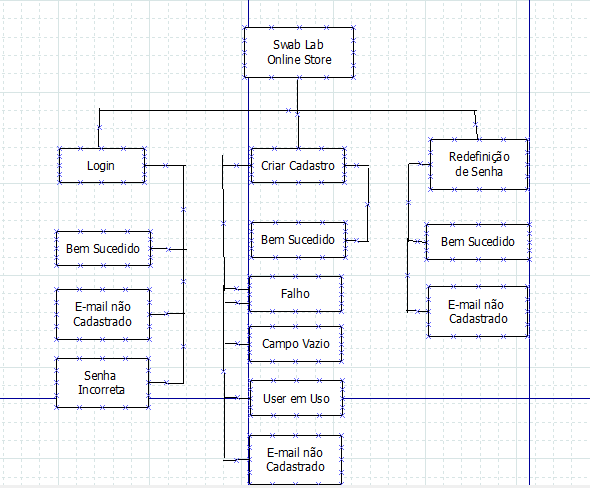 Swab Lab
Online Store
Login
Criar Cadastro
Redefinição
de Senha
Bem Sucedido
Bem Sucedido
Bem Sucedido
E-mail não
Cadastrado
Falho
E-mail não
Cadastrado
Campo Vazio
Senha
Incorreta
User em Uso
E-mail não
Cadastrado